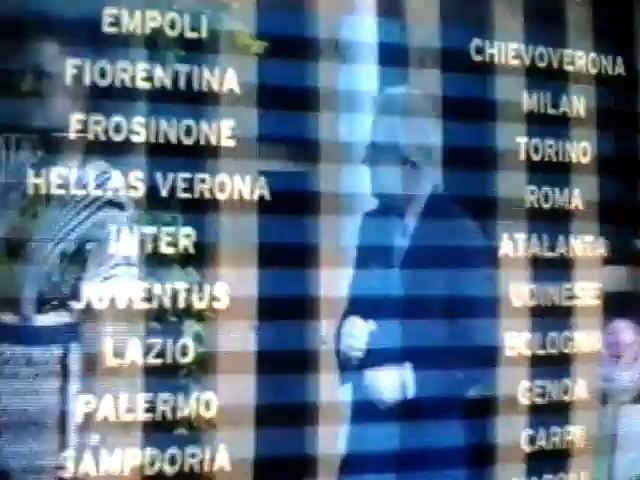 EMPOLI
CHIEVOVERONA
FIORENTINA
MILAN
FROSINONE
TORINO
HELLAS VERONA
ROMA
INTER
ATALANTA
JUVENTUS
UDINESE
LAZIO
BOLOGNA
PALERMO
GENOA
SAMPDORIA
CARPI
NAPOLI